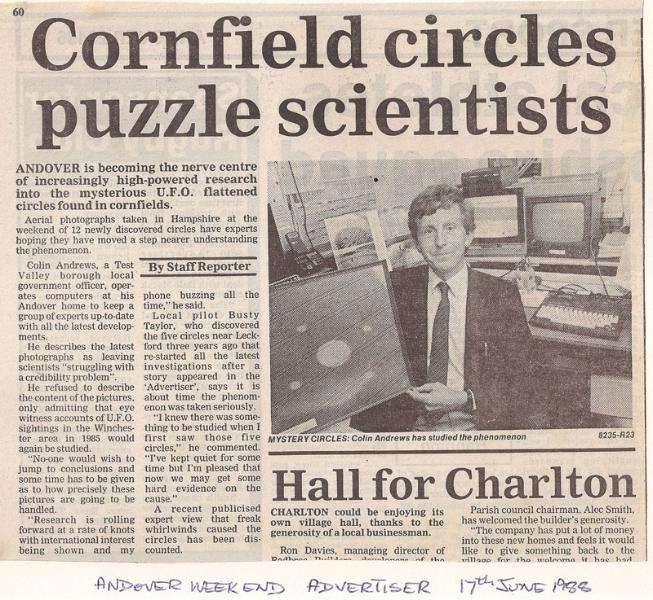 60
Cornfield circles
puzzle scientists
ANDOVER is becoming the nerve centre
of increasingly high-powered research
into the mysterious U.F.O. flattened
circles found in cornfields.
Aerial photographs taken in Hampshire at the
weekend of 12 newly discovered circles have experts
hoping they have moved a step nearer understanding
the phenomenon.
Colin Andrews, a Test
Valley borough local
government officer, oper-
ates computers at his
Andover home to keep a
group of experts up-to-date
with all the latest develop-
ments.
He describes the latest
photographs as leaving
scientists "struggling with
a credibility problem".
He refused to describe
the content of the pictures,
only admitting that eye
witness accounts of U.F.O.
sightings in the Winches-
ter area in 1985 would
again be studied.
"No-one would wish to
jump to conclusions and
some time has to be given
as to how precisely these
pictures are going to be
handled.
"Research is rolling
forward at a rate of knots
with international interest
being shown and my
By Staff Reporter
phone buzzing all the
time," he said.
Local pilot Busty
Taylor, who discovered
the five circles near Leck-
ford three years ago that
re-started all the latest
investigations after a
story appeared in the
'Advertiser', says it is
about time the phenom-
enon was taken seriously.
"I knew there was some-
thing to be studied when I
first saw those five
circles," he commented.
"I've kept quiet for some
time but I'm pleased that
now we may get some
hard evidence on the
cause."
A recent publicised
expert view that freak
whirlwinds caused the
circles has been dis-
counted.
MYSTERY CIRCLES: Colin Andrews has studied the phenomenon
8235-R23
Hall for Charlton
CHARLTON could be enjoying its
own village hall, thanks to the
generosity of a local businessman.
Ron Davies, managing director of
Parish council chairman, Alec Smith,
has welcomed the builder's generosity.
"The company has put a lot of money
into these new homes and feels it would
like to give something back to the
village for the welcome it has had
ANDOVER WEEKEND ADVERTISER 17th JUNE 1988